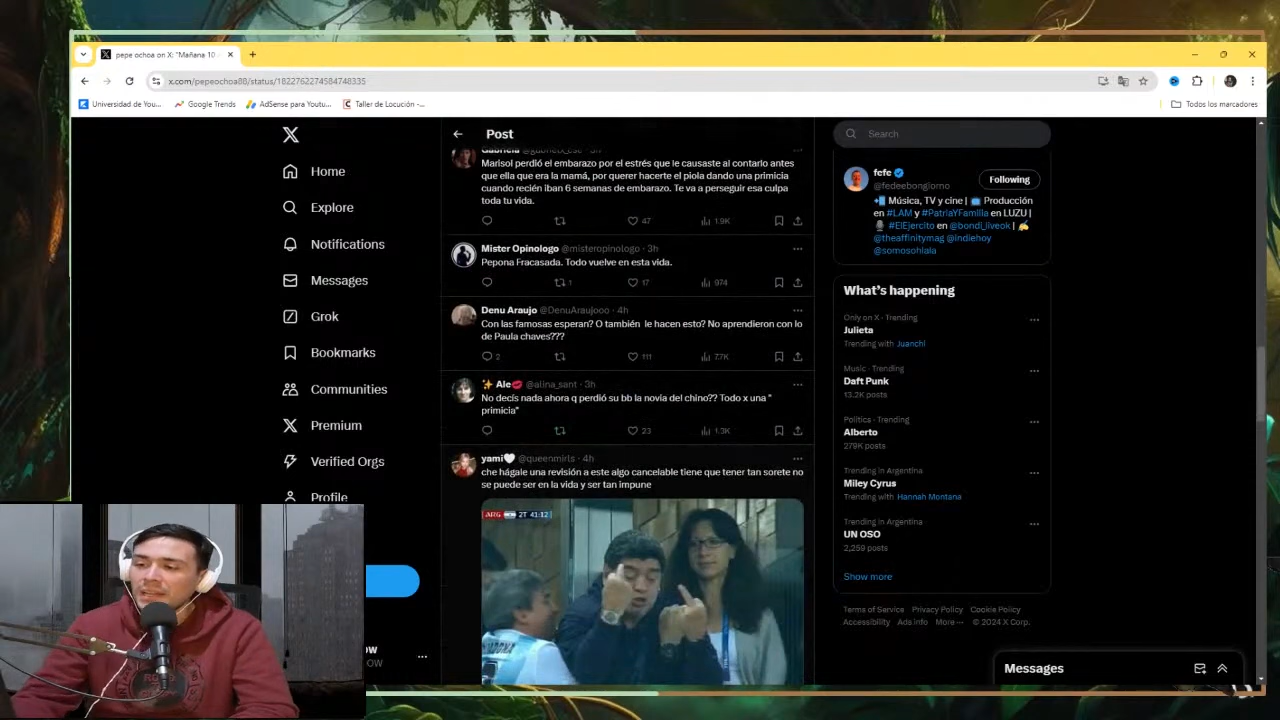 pepe ochoa on X: "Mañana 10
x.com/pepeochoa88/status/1822762274584748335
Universidad de You...
Google Trends
AdSense para Youtu...
Taller de Locución -...
Todos los marcadores
Home
Explore
Notifications
Messages
Grok
Bookmarks
Communities
Premium
Verified Orgs
Profile
Post
Marisol perdió el embarazo por el estrés que le causaste al contarlo antes
que ella que era la mamá, por querer hacerte el piola dando una primicia
cuando recién iban 6 semanas de embarazo. Te va a perseguir esa culpa
toda tu vida.
47
1.9K
Mister Opinologo @misteropinologo · 3h
Pepona Fracasada. Todo vuelve en esta vida.
1
17
974
Denu Araujo @DenuAraujooo · 4h
Con las famosas esperan? O también le hacen esto? No aprendieron con lo
de Paula chaves???
2
111
7.7K
Ale @alina_sant · 3h
No decís nada ahora q perdió su bb la novia del chino?? Todo x una "
primicia"
23
1.3K
yami @queenmirls · 4h
che hágale una revisión a este algo cancelable tiene que tener tan sorete no
se puede ser en la vida y ser tan impune
ARG 2T 41:12
Search
fefe
@fedeebongiorno
Following
Música, TV y cine | Producción
en #LAM y #PatriaYFamilia en LUZU |
#ElEjercito en @bondi_liveok |
@theaffinitymag @indiehoy
@somosohlala
What's happening
Only on X · Trending
Julieta
Trending with Juanchi
Music · Trending
Daft Punk
13.2K posts
Politics · Trending
Alberto
279K posts
Trending in Argentina
Miley Cyrus
Trending with Hannah Montana
Trending in Argentina
UN OSO
2,259 posts
Show more
Terms of Service Privacy Policy Cookie Policy
Accessibility Ads info More ··· © 2024 X Corp.
Messages